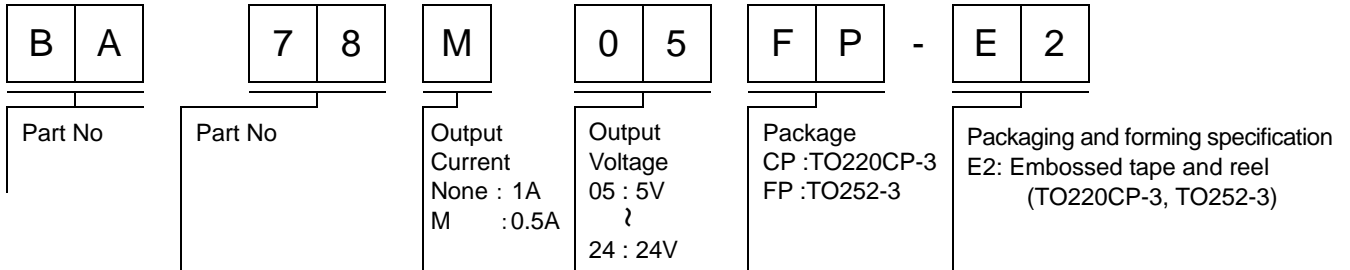 B A 7 8 M 0 5 F P - E 2
Part No
Part No
Output
Current
None : 1A
M : 0.5A
Output
Voltage
05 : 5V
~
24 : 24V
Package
CP :TO220CP-3
FP :TO252-3
Packaging and forming specification
E2: Embossed tape and reel
(TO220CP-3, TO252-3)